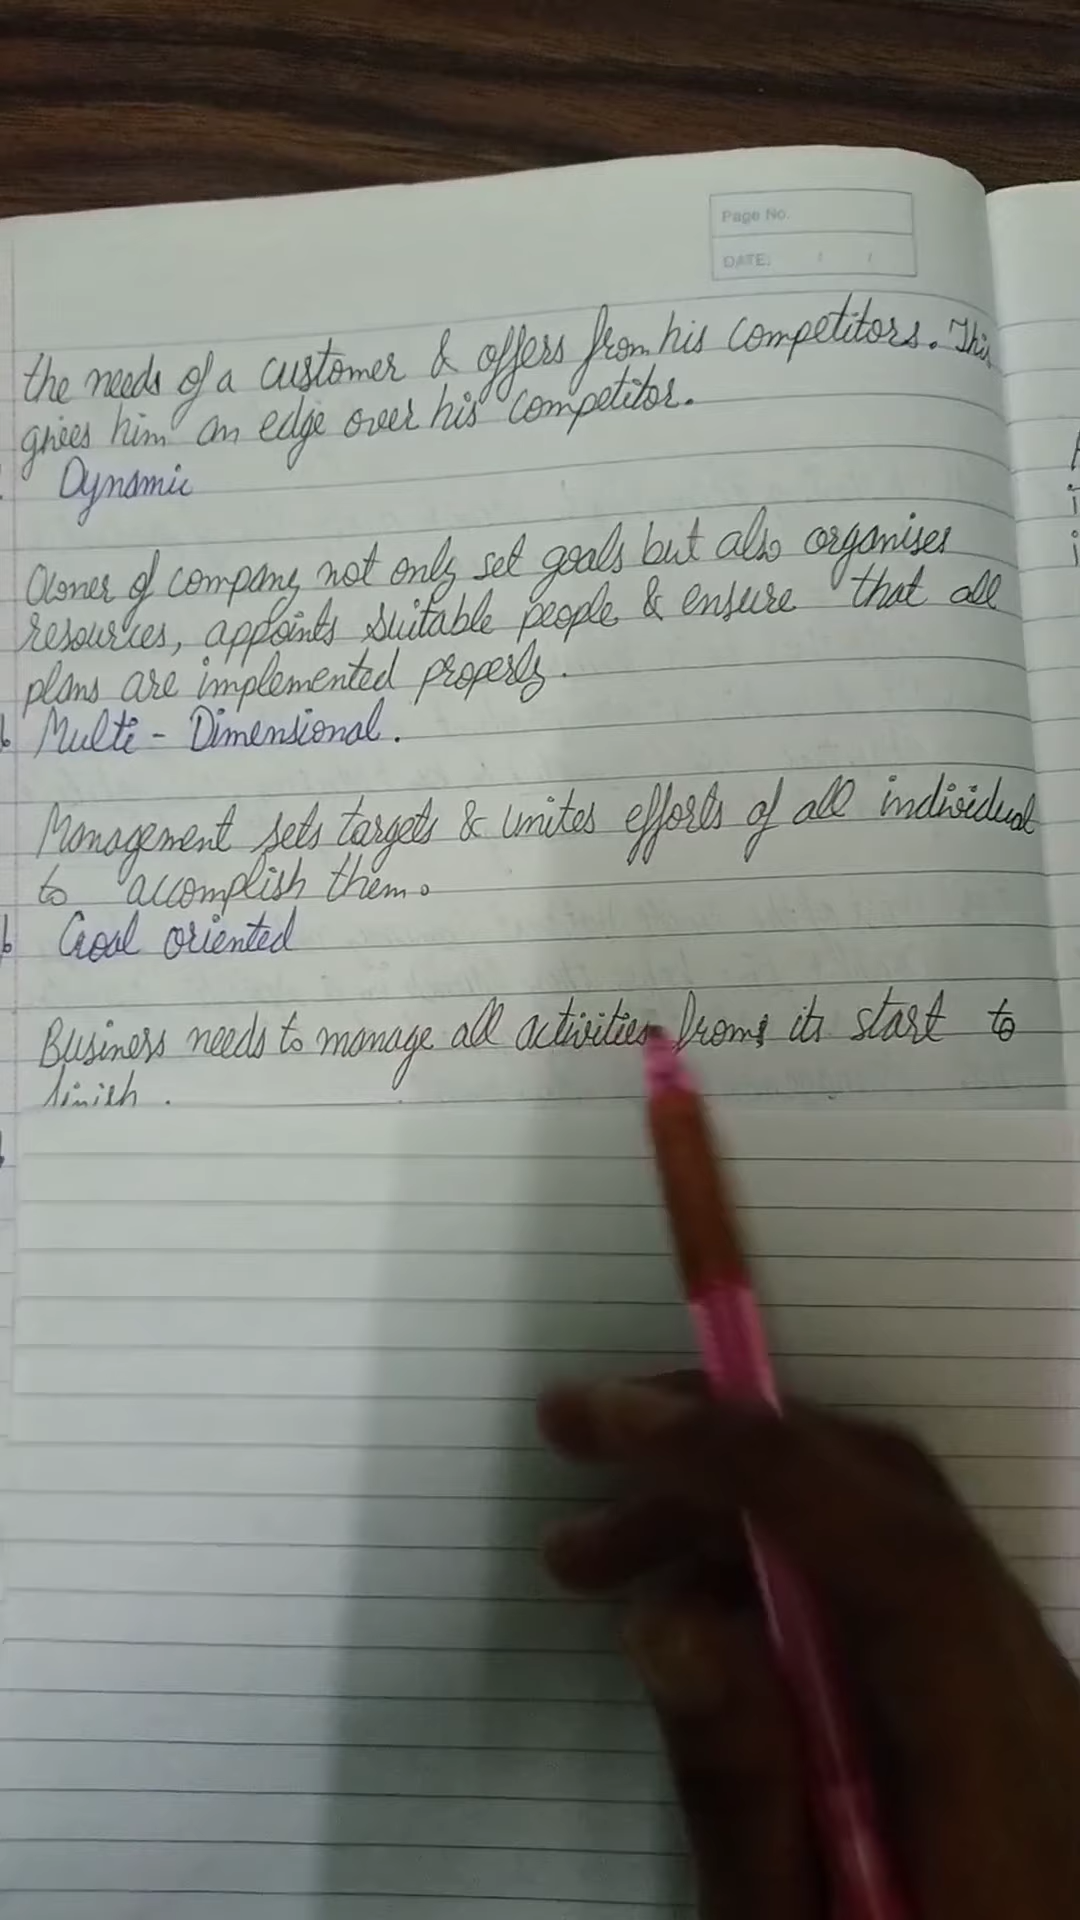 Page No.
DATE: / /
the needs of a customer & offers from his competitors. This
gives him an edge over his competitor.
Dynamic
Owner of company not only set goals but also organises
resources, appoints suitable people & ensure that all
plans are implemented properly.
Multi - Dimensional.
Management sets targets & unites efforts of all individual
to accomplish them.
Goal oriented
Business needs to manage all activities from its start to
finish.